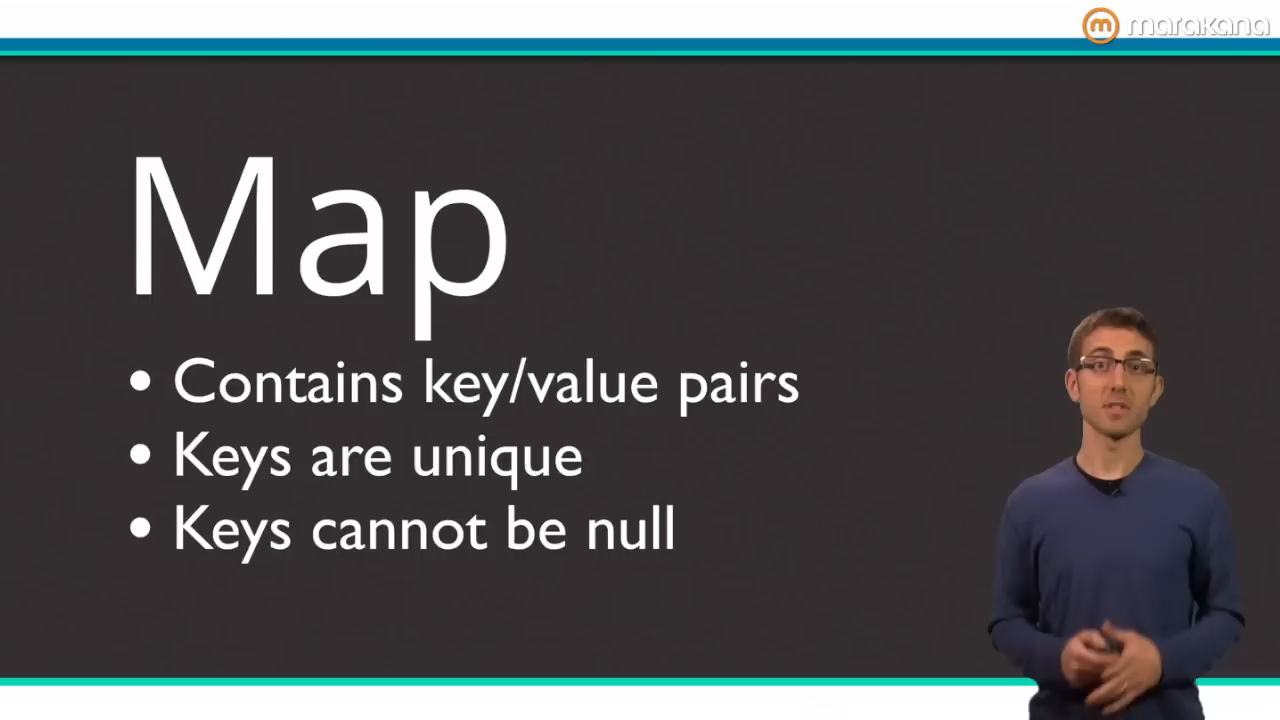 marakana
Map
• Contains key/value pairs
• Keys are unique
• Keys cannot be null